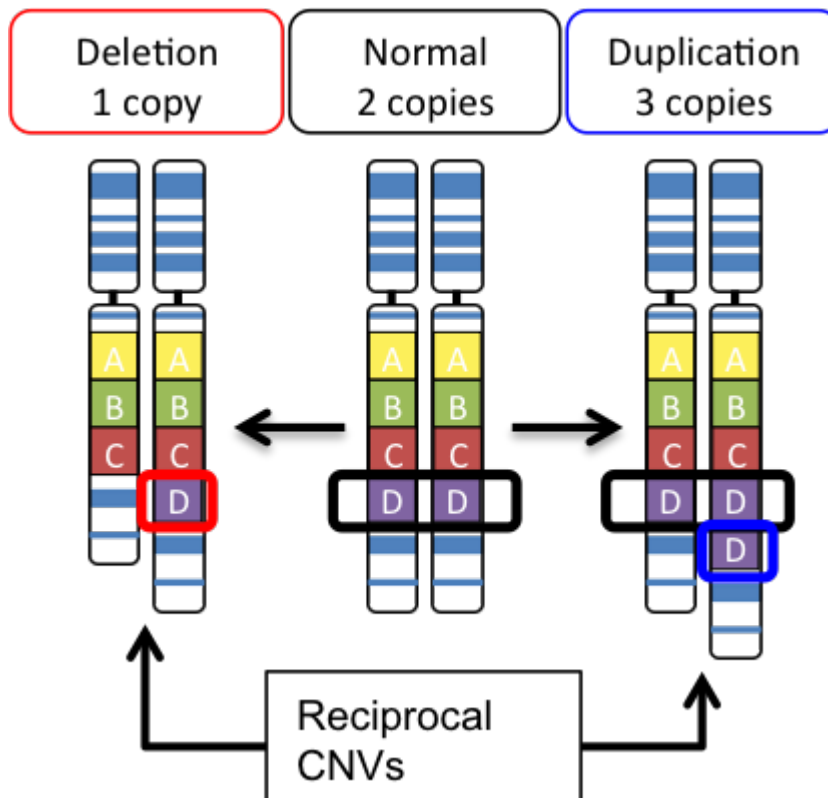 Deletion
1 copy
Normal
2 copies
Duplication
3 copies
A A A A A A
B B B B B B
C C C C C C
D D D D D
D
Reciprocal
CNVs